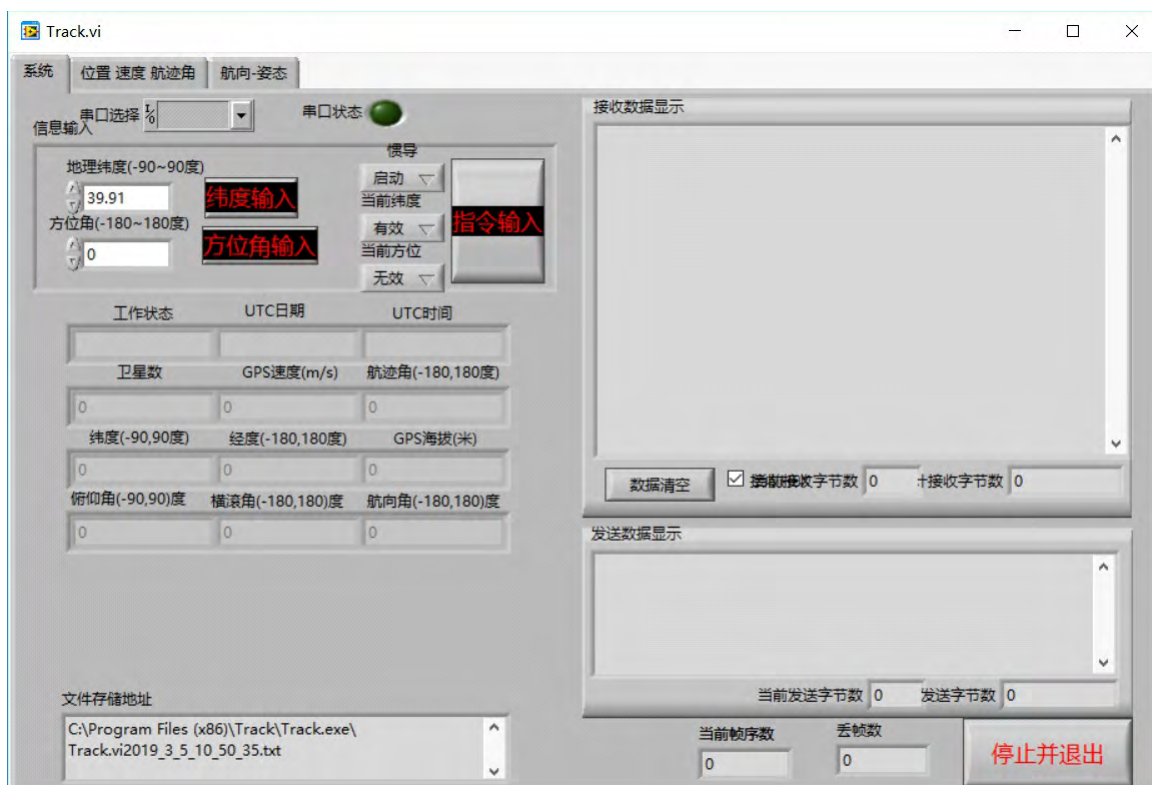 Track.vi
系统
位置 速度 航迹角
航向-姿态
串口选择
串口状态
信息输入
地理纬度(-90~90度)
39.91
纬度输入
方位角(-180~180度)
0
方位角输入
惯导
启动
当前纬度
有效
当前方位
无效
指令输入
工作状态 UTC日期 UTC时间
卫星数 GPS速度(m/s) 航迹角(-180,180度)
0 0 0
纬度(-90,90度) 经度(-180,180度) GPS海拔(米)
0 0 0
俯仰角(-90,90)度 横滚角(-180,180)度 航向角(-180,180)度
0 0 0
文件存储地址
C:\Program Files (x86)\Track\Track.exe\
Track.vi2019_3_5_10_50_35.txt
接收数据显示
数据清空
字节数 0
接收字节数 0
发送数据显示
当前发送字节数 0
发送字节数 0
当前帧序数
0
丢帧数
0
停止并退出